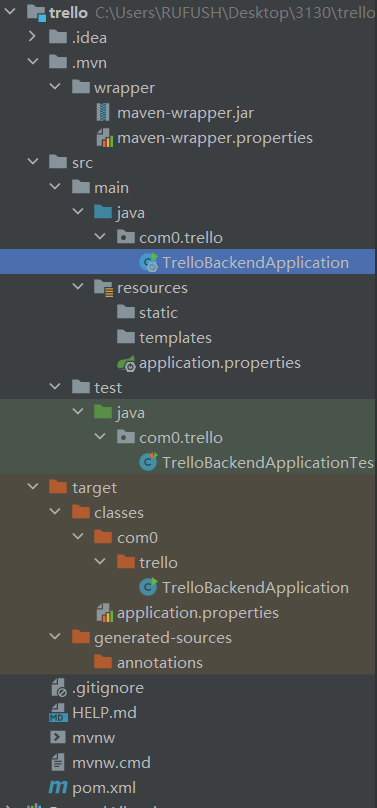 trello C:\Users\RUFUSH\Desktop\3130\trello
.idea
.mvn
wrapper
maven-wrapper.jar
maven-wrapper.properties
src
main
java
com0.trello
TrelloBackendApplication
resources
static
templates
application.properties
test
java
com0.trello
TrelloBackendApplicationTes
target
classes
com0
trello
TrelloBackendApplication
application.properties
generated-sources
annotations
.gitignore
HELP.md
mvnw
mvnw.cmd
pom.xml